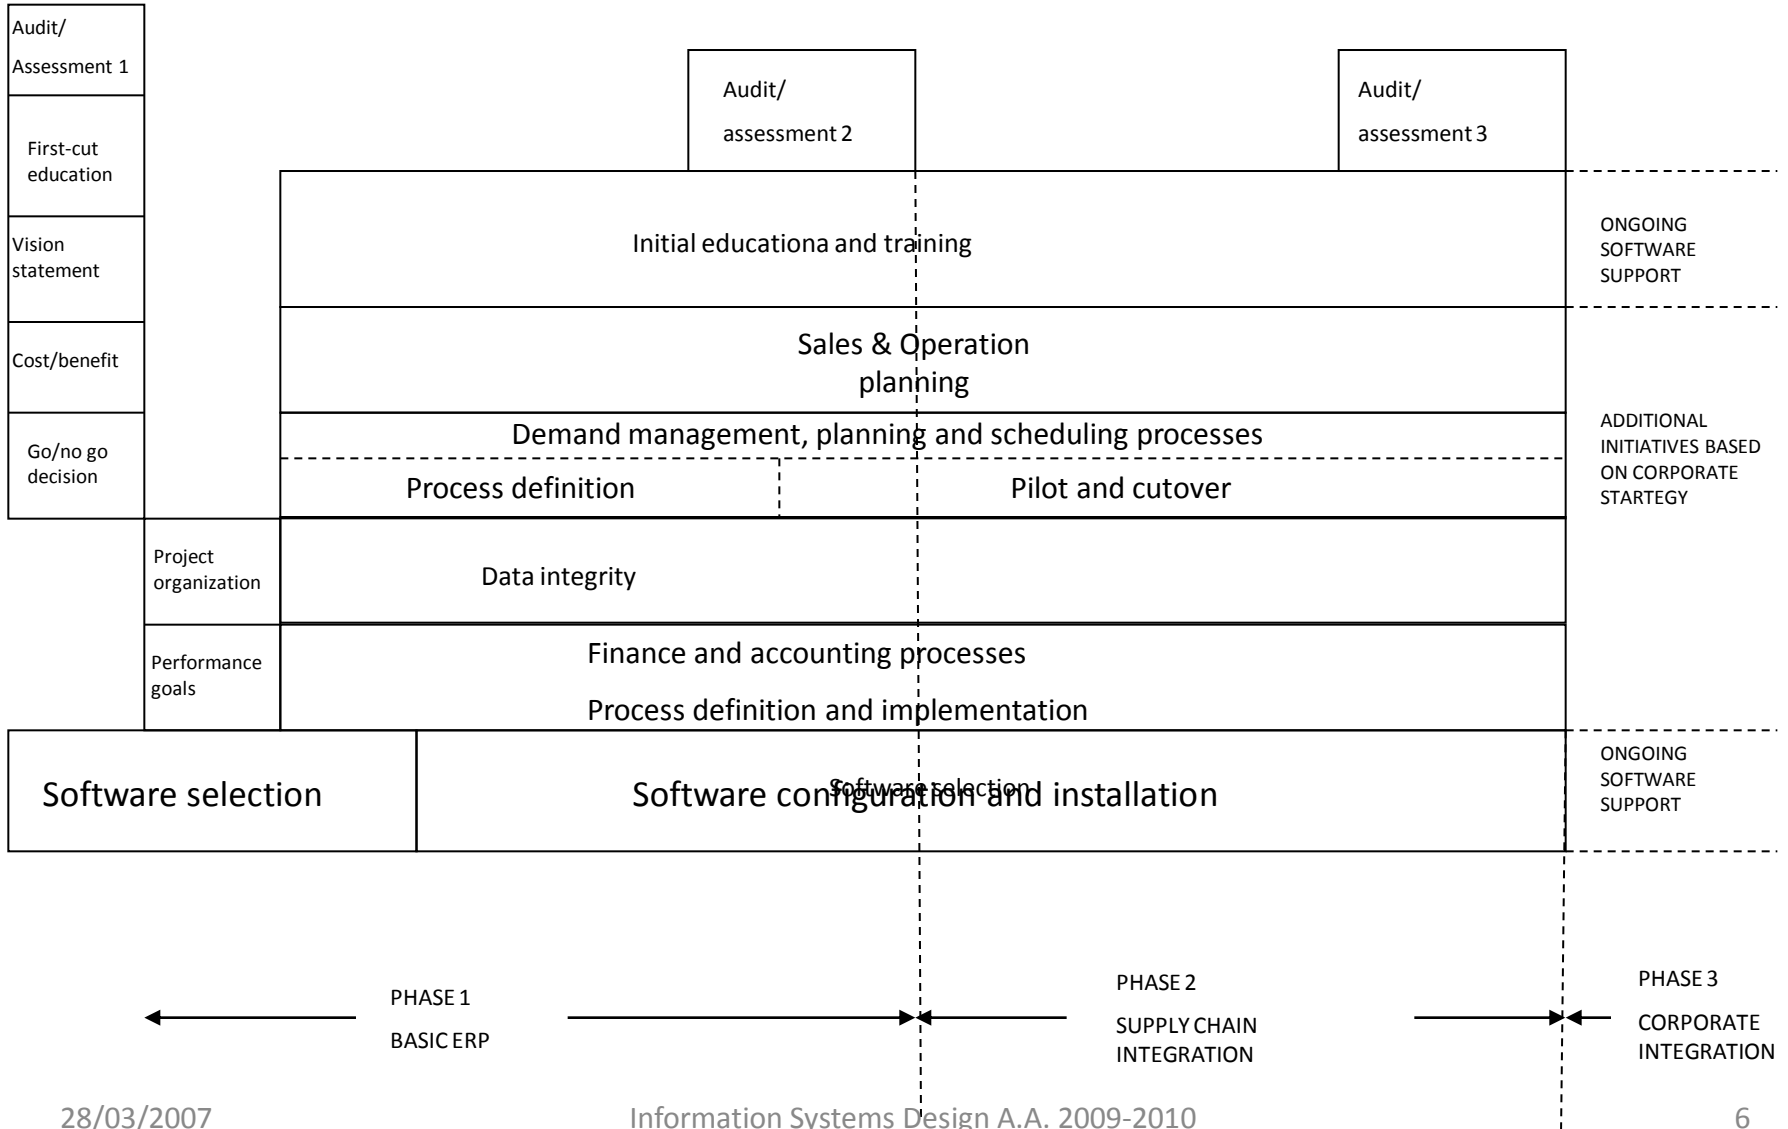 Audit/
Assessment 1
First-cut
education
Vision
statement
Cost/benefit
Go/no go
decision
Audit/
assessment 2
Audit/
assessment 3
Initial educationa and training
ONGOING
SOFTWARE
SUPPORT
Sales & Operation
planning
Demand management, planning and scheduling processes
Process definition
Pilot and cutover
ADDITIONAL
INITIATIVES BASED
ON CORPORATE
STARTEGY
Project
organization
Data integrity
Performance
goals
Finance and accounting processes
Process definition and implementation
Software selection
Software configuration and installation
Software selection
ONGOING
SOFTWARE
SUPPORT
PHASE 1
BASIC ERP
PHASE 2
SUPPLY CHAIN
INTEGRATION
PHASE 3
CORPORATE
INTEGRATION
28/03/2007
Information Systems Design A.A. 2009-2010
6